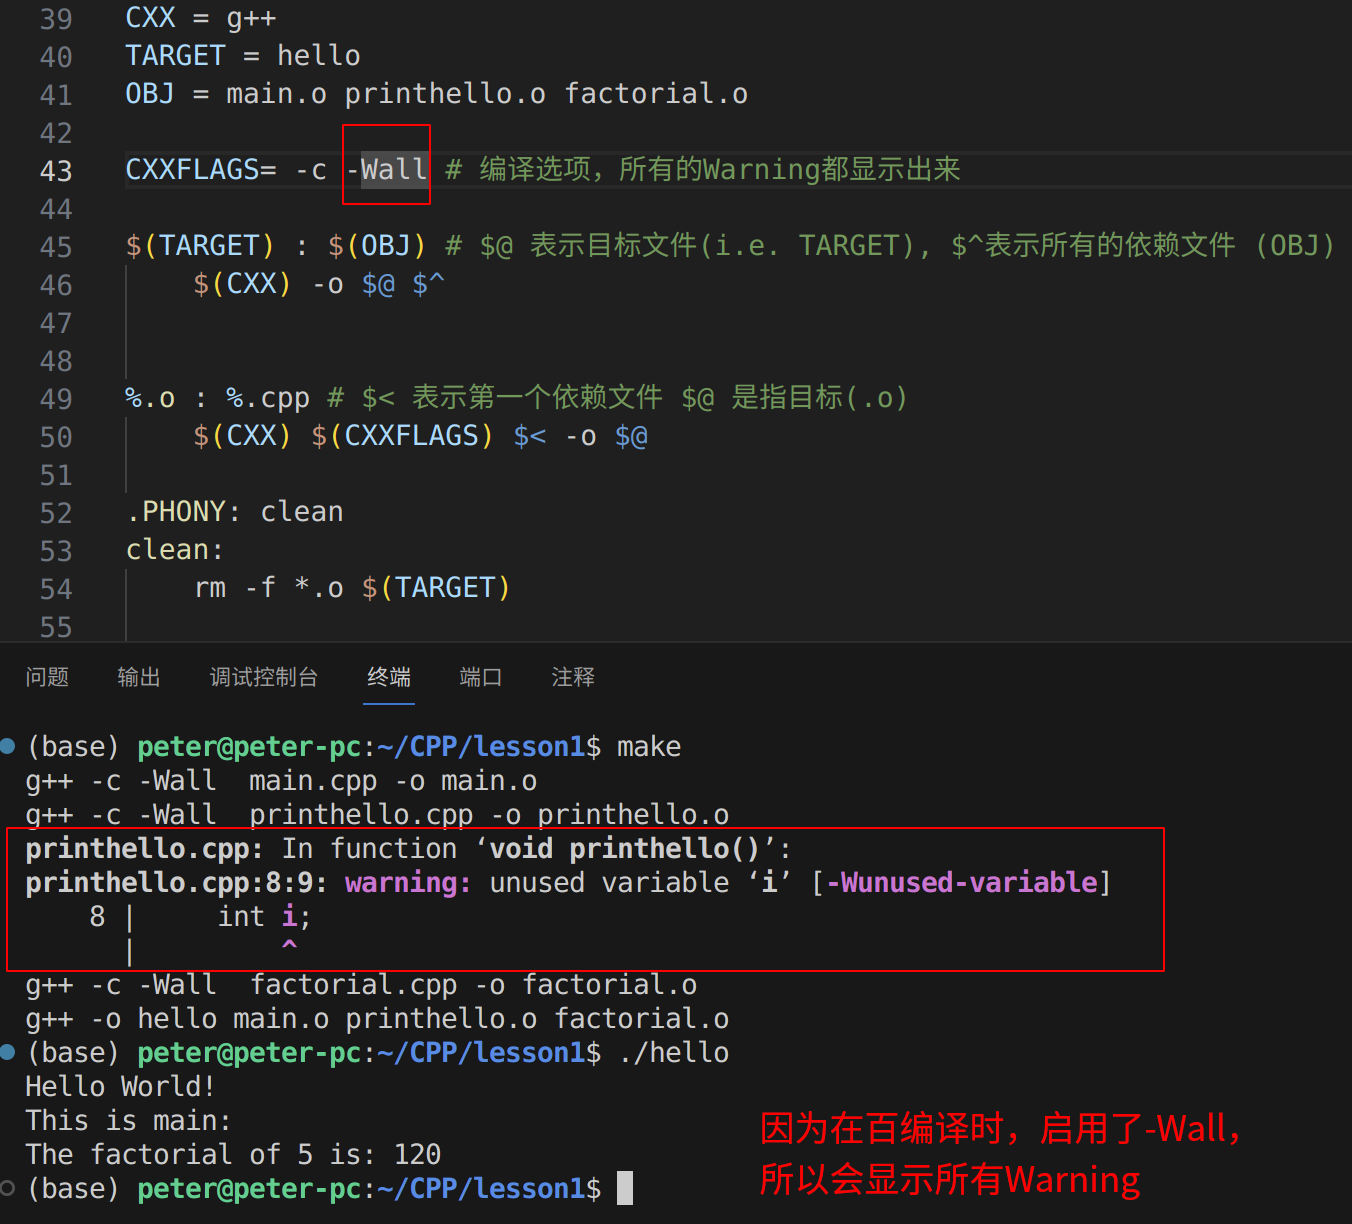 39 CXX = g++
40 TARGET = hello
41 OBJ = main.o printhello.o factorial.o
42
43 CXXFLAGS= -c -Wall # 编译选项，所有的Warning都显示出来
44
45 $(TARGET) : $(OBJ) # $@ 表示目标文件(i.e. TARGET), $^表示所有的依赖文件 (OBJ)
46 $(CXX) -o $@ $^
47
48
49 %.o : %.cpp # $< 表示第一个依赖文件 $@ 是指目标(.o)
50 $(CXX) $(CXXFLAGS) $< -o $@
51
52 .PHONY: clean
53 clean:
54 rm -f *.o $(TARGET)
55
问题 输出 调试控制台 终端 端口 注释
(base) peter@peter-pc:~/CPP/lesson1$ make
g++ -c -Wall  main.cpp -o main.o
g++ -c -Wall  printhello.cpp -o printhello.o
printhello.cpp: In function ‘void printhello()’:
printhello.cpp:8:9: warning: unused variable ‘i’ [-Wunused-variable]
8 |     int i;
|         ^
g++ -c -Wall  factorial.cpp -o factorial.o
g++ -o hello main.o printhello.o factorial.o
(base) peter@peter-pc:~/CPP/lesson1$ ./hello
Hello World!
This is main:
The factorial of 5 is: 120
(base) peter@peter-pc:~/CPP/lesson1$
因为在百编译时，启用了-Wall，
所以会显示所有Warning